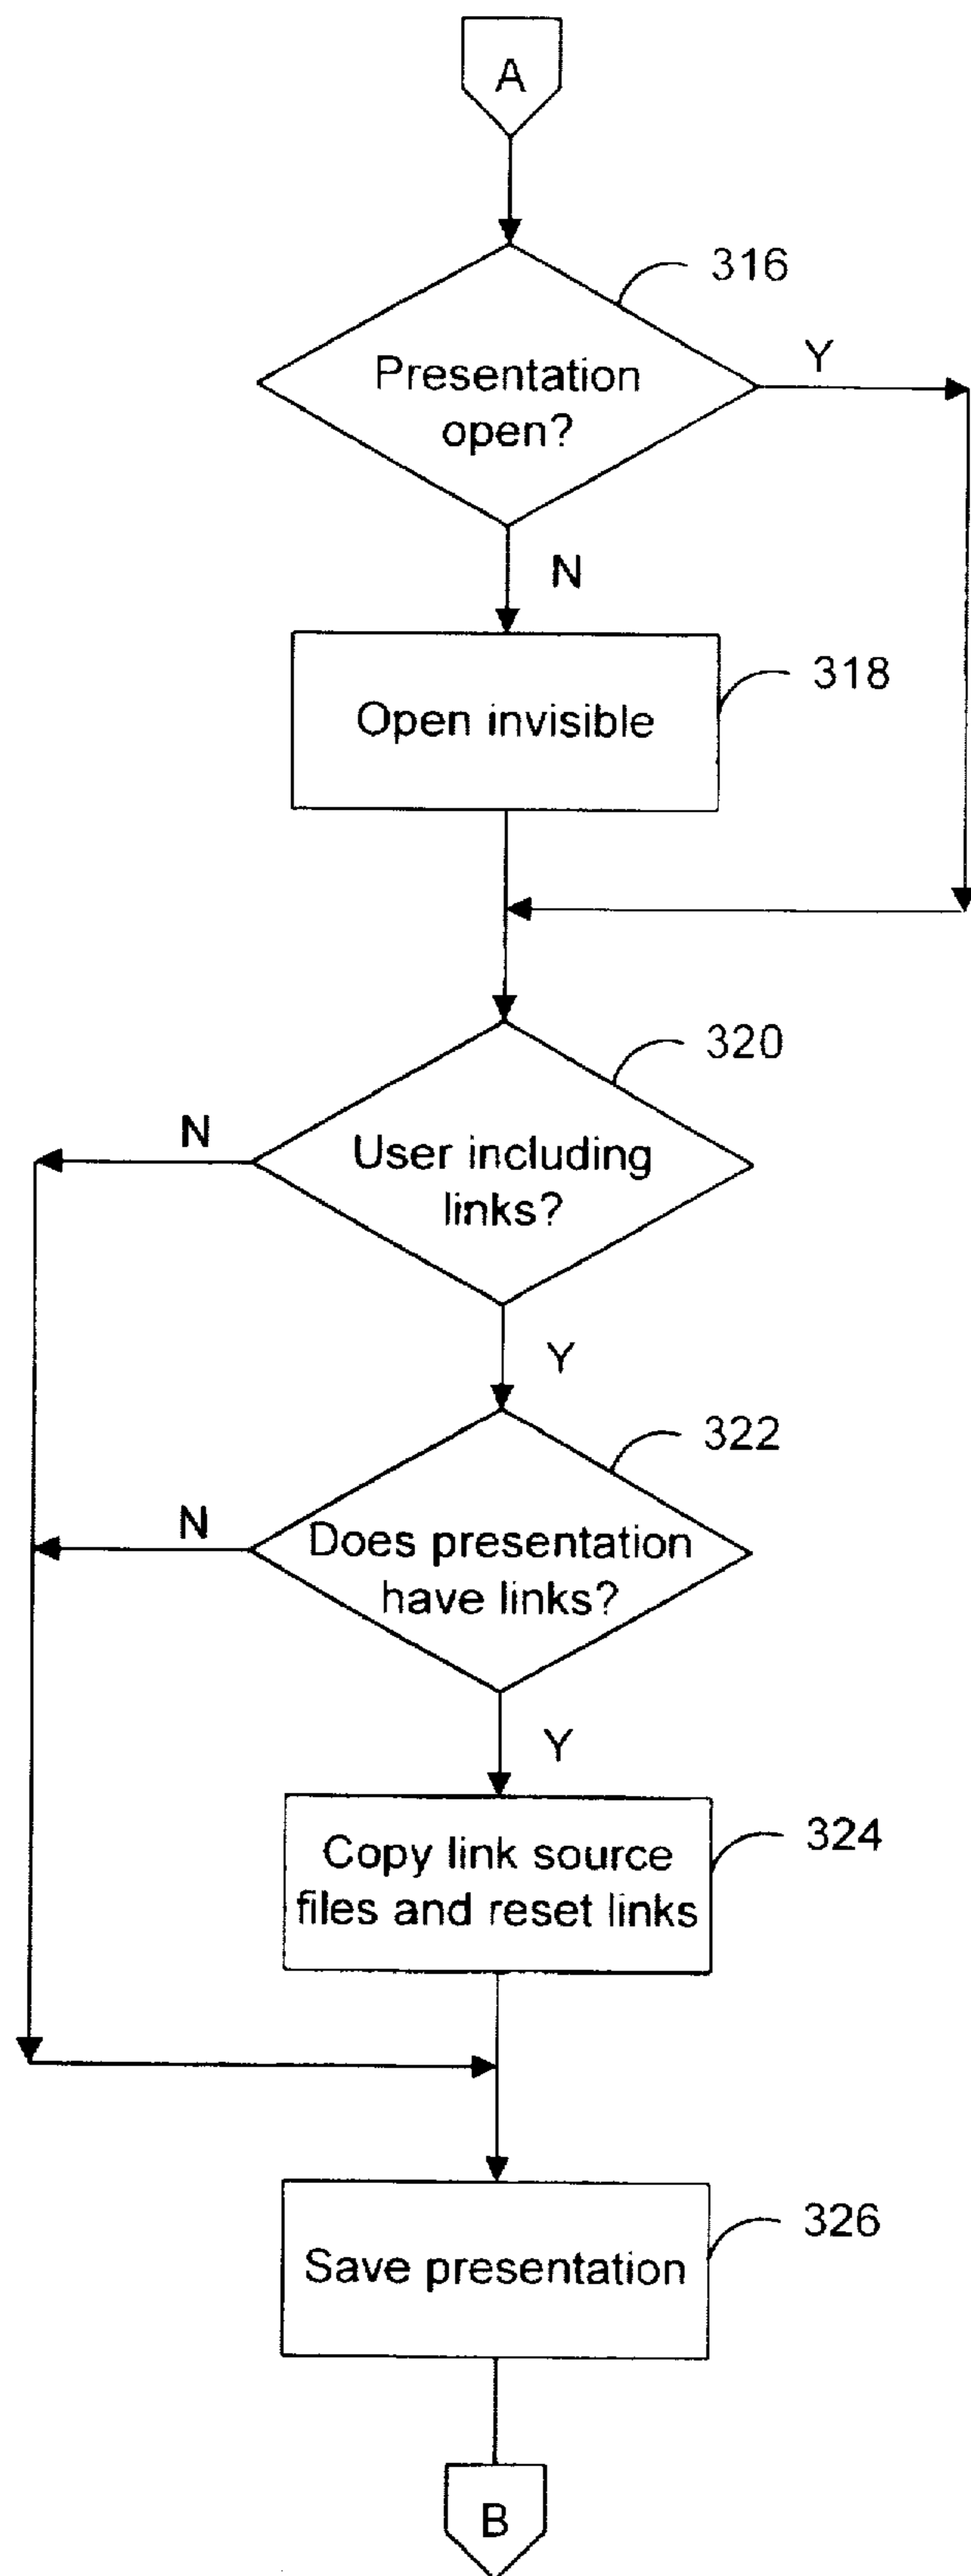 A
316
Presentation
open?
Y
N
318
Open invisible
320
User including
links?
N
Y
322
Does presentation
have links?
N
Y
324
Copy link source
files and reset links
326
Save presentation
B